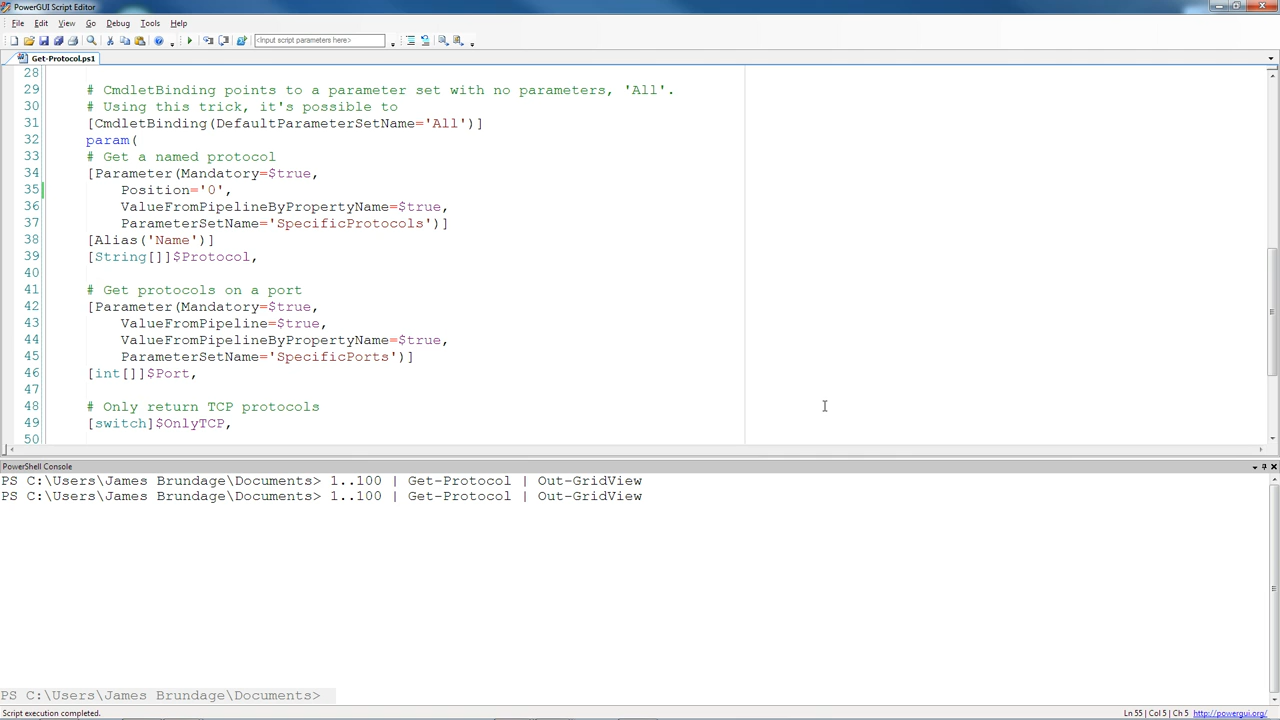 PowerGUI Script Editor
File Edit View Go Debug Tools Help
<Input script parameters here>
Get-Protocol.ps1
28
29 # CmdletBinding points to a parameter set with no parameters, 'All'.
30 # Using this trick, it's possible to
31 [CmdletBinding(DefaultParameterSetName='All')]
32 param(
33 # Get a named protocol
34 [Parameter(Mandatory=$true,
35 Position='0',
36 ValueFromPipelineByPropertyName=$true,
37 ParameterSetName='SpecificProtocols')]
38 [Alias('Name')]
39 [String[]]$Protocol,
40
41 # Get protocols on a port
42 [Parameter(Mandatory=$true,
43 ValueFromPipeline=$true,
44 ValueFromPipelineByPropertyName=$true,
45 ParameterSetName='SpecificPorts')]
46 [int[]]$Port,
47
48 # Only return TCP protocols
49 [switch]$OnlyTCP,
50
PowerShell Console
PS C:\Users\James Brundage\Documents> 1..100 | Get-Protocol | Out-GridView
PS C:\Users\James Brundage\Documents> 1..100 | Get-Protocol | Out-GridView
PS C:\Users\James Brundage\Documents>
Script execution completed. Ln 55 Col 5 Ch 5 http://powergui.org/